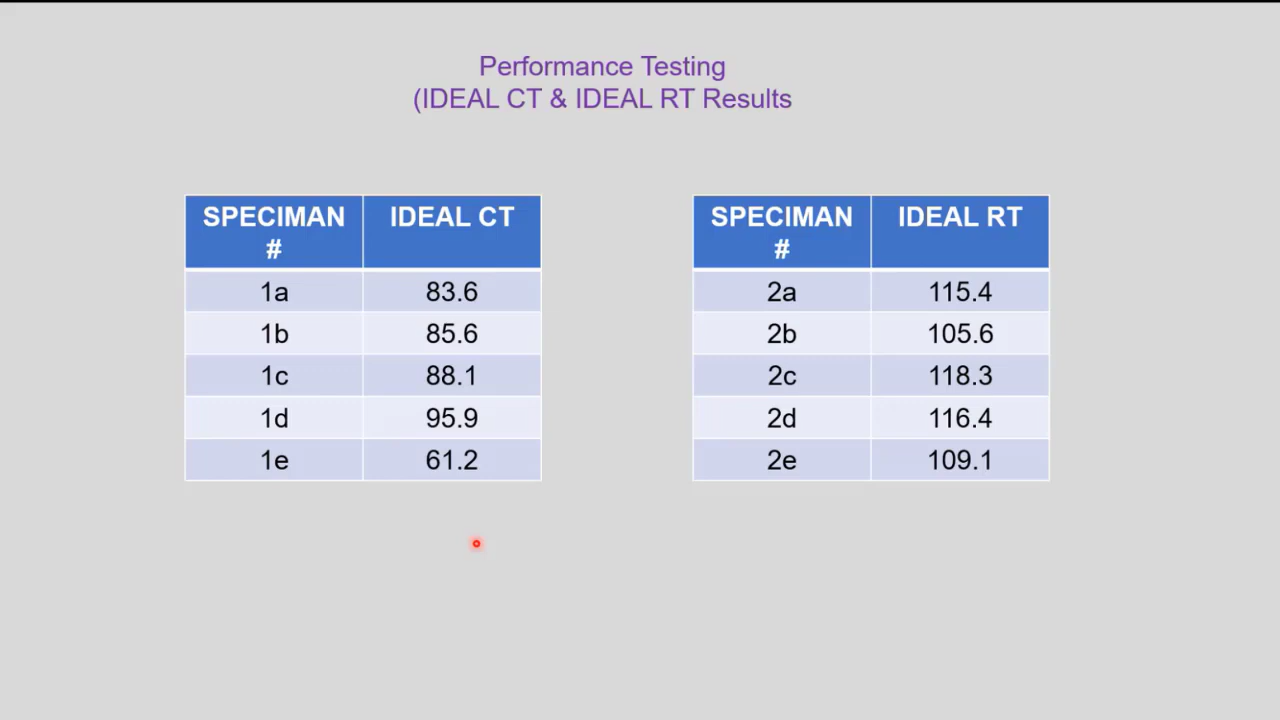 Performance Testing
(IDEAL CT & IDEAL RT Results
SPECIMAN # IDEAL CT
1a 83.6
1b 85.6
1c 88.1
1d 95.9
1e 61.2
SPECIMAN # IDEAL RT
2a 115.4
2b 105.6
2c 118.3
2d 116.4
2e 109.1